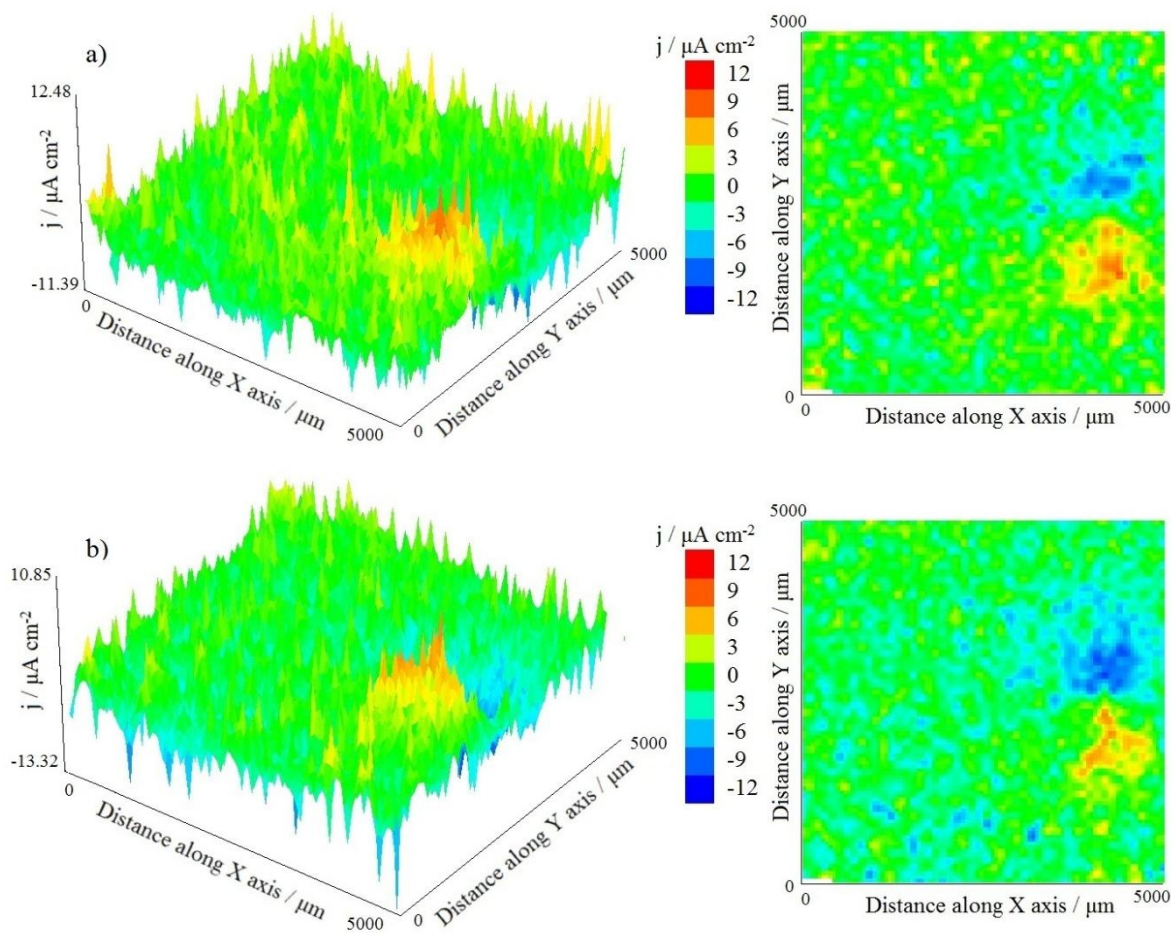 a)
12.48
j / μA cm-2
-11.39
0
Distance along X axis / μm
5000
0
Distance along Y axis / μm
5000
j / μA cm-2
12
9
6
3
0
-3
-6
-9
-12
5000
Distance along Y axis / μm
0
Distance along X axis / μm
5000
b)
10.85
j / μA cm-2
-13.32
0
Distance along X axis / μm
5000
0
Distance along Y axis / μm
5000
j / μA cm-2
12
9
6
3
0
-3
-6
-9
-12
5000
Distance along Y axis / μm
0
Distance along X axis / μm
5000